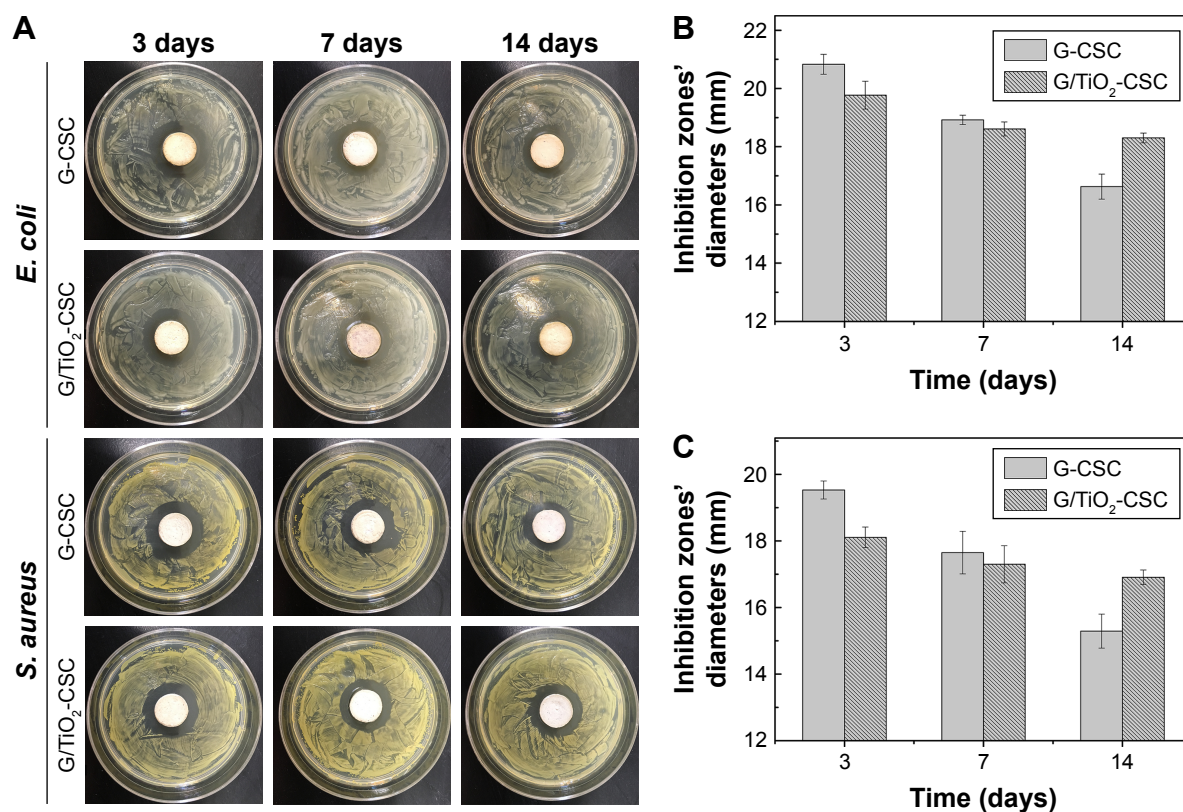 A
3 days 7 days 14 days
E. coli
G-CSC
G/TiO₂-CSC
S. aureus
G-CSC
G/TiO₂-CSC
B
22
20
18
16
14
12
Inhibition zones’
diameters (mm)
G-CSC
G/TiO₂-CSC
3 7 14
Time (days)
C
20
18
16
14
12
Inhibition zones’
diameters (mm)
G-CSC
G/TiO₂-CSC
3 7 14
Time (days)